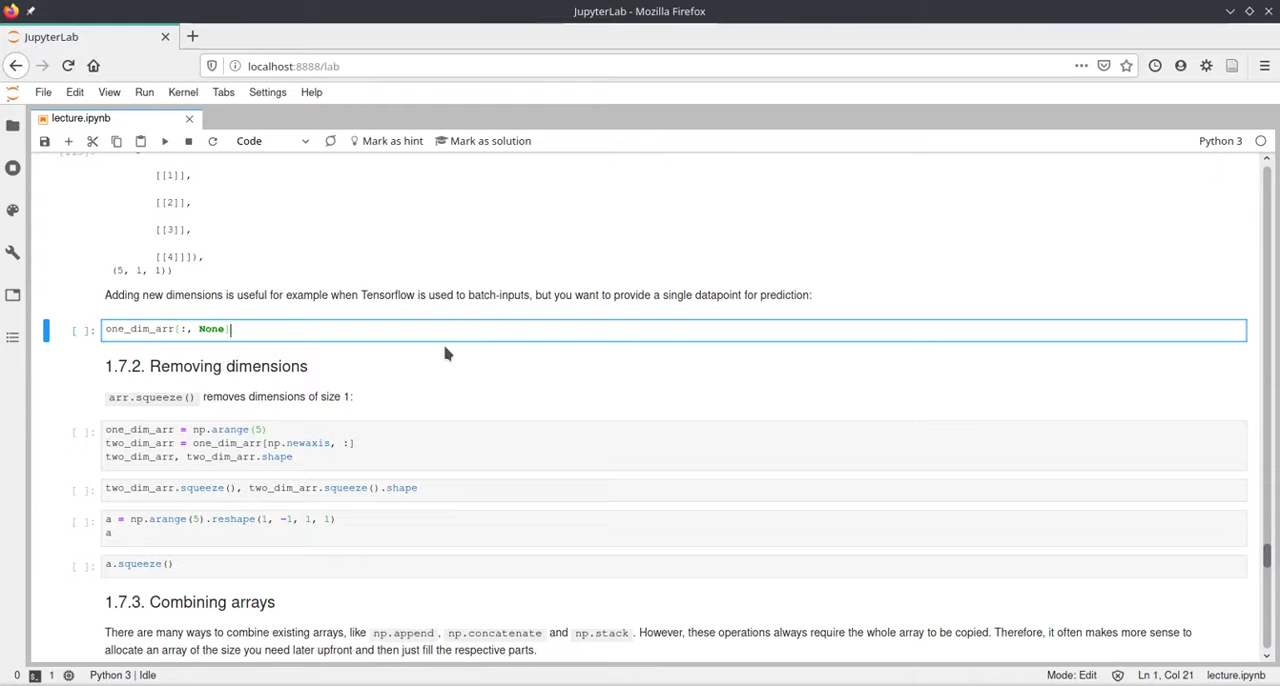 JupyterLab - Mozilla Firefox
JupyterLab
localhost:8888/lab
File Edit View Run Kernel Tabs Settings Help
lecture.ipynb
Code Mark as hint Mark as solution Python 3
[[1]],
[[2]],
[[3]],
[[4]]]),
(5, 1, 1))
Adding new dimensions is useful for example when Tensorflow is used to batch-inputs, but you want to provide a single datapoint for prediction:
[ ]: one_dim_arr[:, None]
1.7.2. Removing dimensions
arr.squeeze() removes dimensions of size 1:
[ ]: one_dim_arr = np.arange(5)
two_dim_arr = one_dim_arr[np.newaxis, :]
two_dim_arr, two_dim_arr.shape
[ ]: two_dim_arr.squeeze(), two_dim_arr.squeeze().shape
[ ]: a = np.arange(5).reshape(1, -1, 1, 1)
a
[ ]: a.squeeze()
1.7.3. Combining arrays
There are many ways to combine existing arrays, like np.append, np.concatenate and np.stack. However, these operations always require the whole array to be copied. Therefore, it often makes more sense to
allocate an array of the size you need later upfront and then just fill the respective parts.
0 1 Python 3 | Idle Mode: Edit Ln 1, Col 21 lecture.ipynb